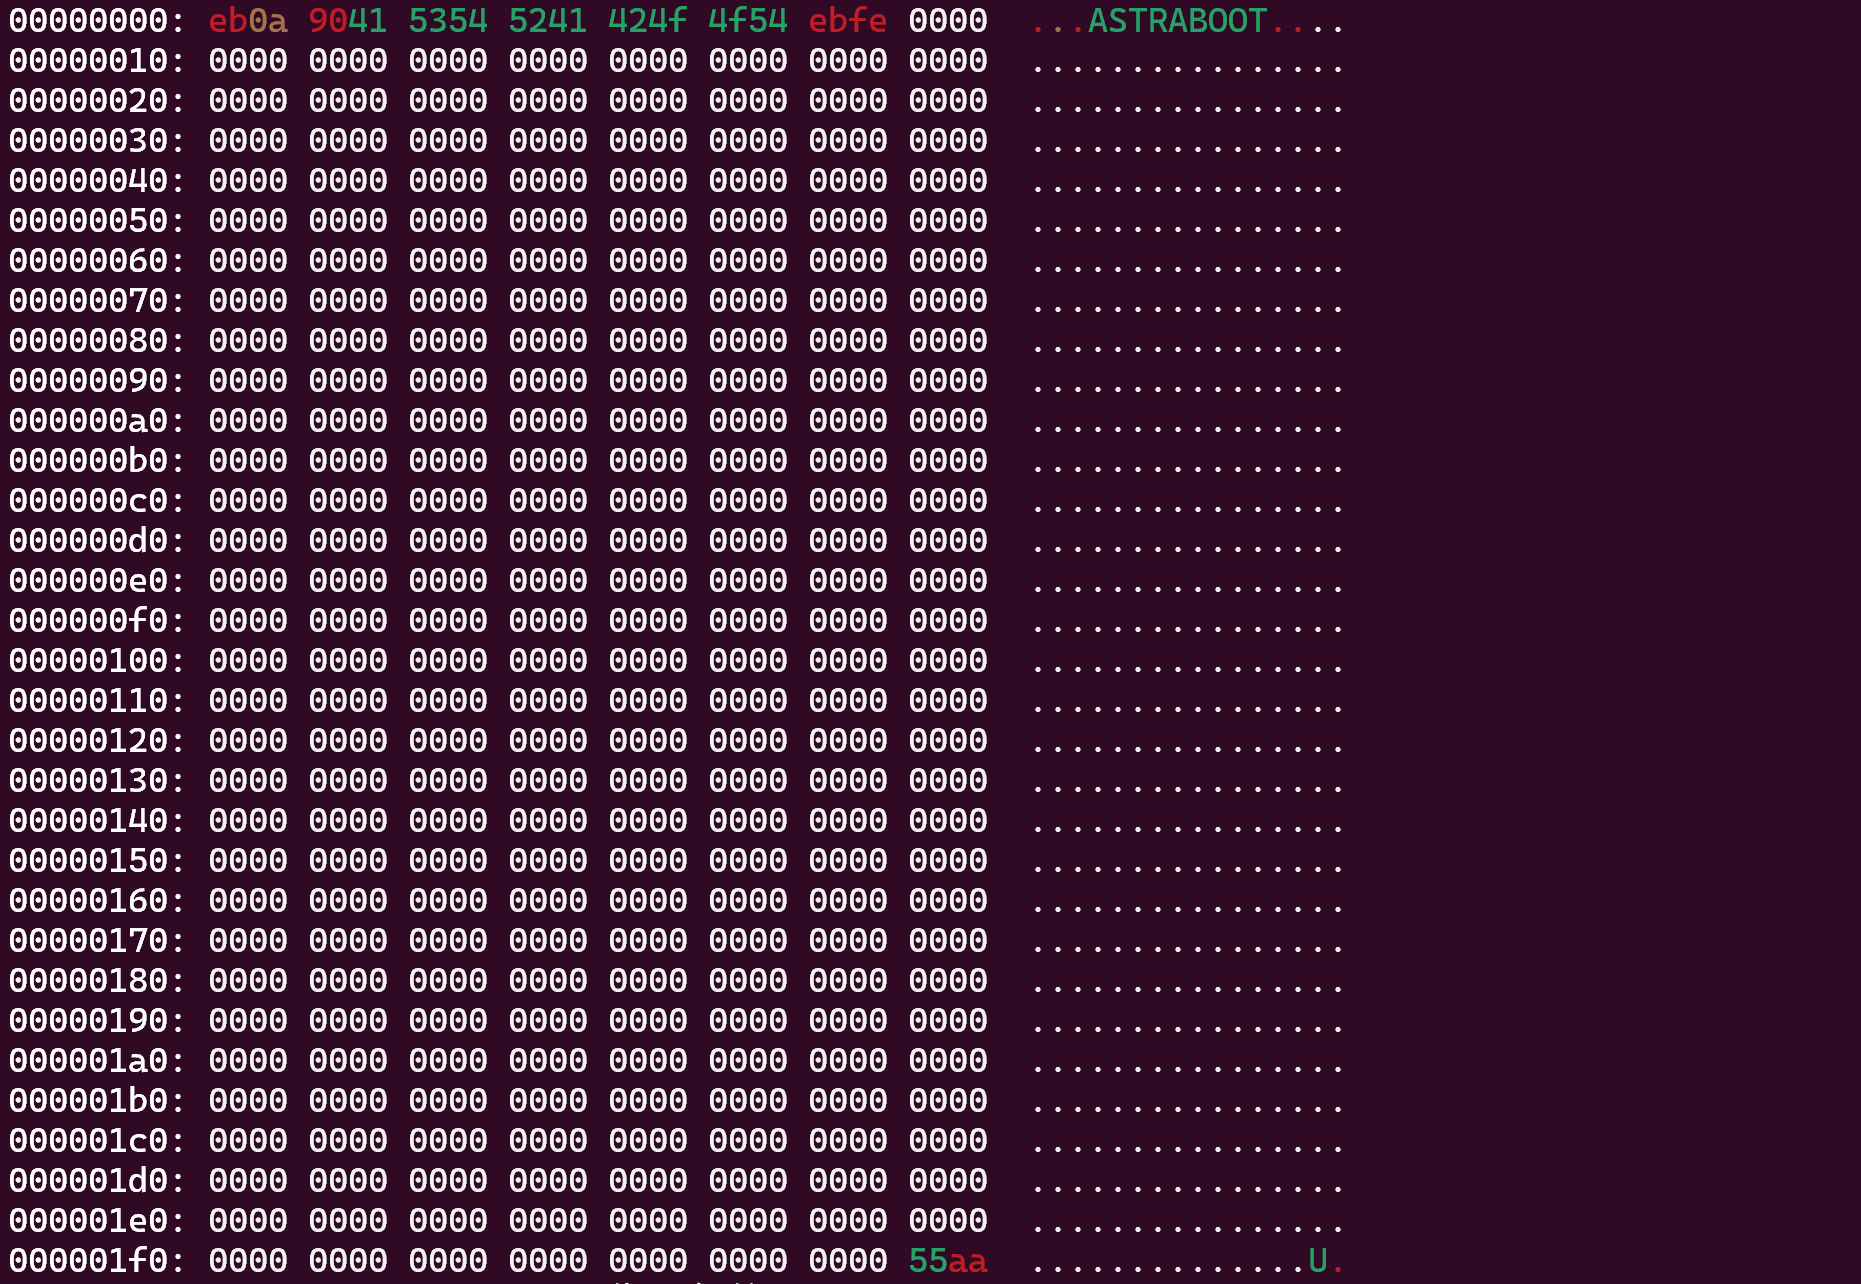 00000000: eb0a 9041 5354 5241 424f 4f54 ebfe 0000  ...ASTRABOOT....
00000010: 0000 0000 0000 0000 0000 0000 0000 0000  ................
00000020: 0000 0000 0000 0000 0000 0000 0000 0000  ................
00000030: 0000 0000 0000 0000 0000 0000 0000 0000  ................
00000040: 0000 0000 0000 0000 0000 0000 0000 0000  ................
00000050: 0000 0000 0000 0000 0000 0000 0000 0000  ................
00000060: 0000 0000 0000 0000 0000 0000 0000 0000  ................
00000070: 0000 0000 0000 0000 0000 0000 0000 0000  ................
00000080: 0000 0000 0000 0000 0000 0000 0000 0000  ................
00000090: 0000 0000 0000 0000 0000 0000 0000 0000  ................
000000a0: 0000 0000 0000 0000 0000 0000 0000 0000  ................
000000b0: 0000 0000 0000 0000 0000 0000 0000 0000  ................
000000c0: 0000 0000 0000 0000 0000 0000 0000 0000  ................
000000d0: 0000 0000 0000 0000 0000 0000 0000 0000  ................
000000e0: 0000 0000 0000 0000 0000 0000 0000 0000  ................
000000f0: 0000 0000 0000 0000 0000 0000 0000 0000  ................
00000100: 0000 0000 0000 0000 0000 0000 0000 0000  ................
00000110: 0000 0000 0000 0000 0000 0000 0000 0000  ................
00000120: 0000 0000 0000 0000 0000 0000 0000 0000  ................
00000130: 0000 0000 0000 0000 0000 0000 0000 0000  ................
00000140: 0000 0000 0000 0000 0000 0000 0000 0000  ................
00000150: 0000 0000 0000 0000 0000 0000 0000 0000  ................
00000160: 0000 0000 0000 0000 0000 0000 0000 0000  ................
00000170: 0000 0000 0000 0000 0000 0000 0000 0000  ................
00000180: 0000 0000 0000 0000 0000 0000 0000 0000  ................
00000190: 0000 0000 0000 0000 0000 0000 0000 0000  ................
000001a0: 0000 0000 0000 0000 0000 0000 0000 0000  ................
000001b0: 0000 0000 0000 0000 0000 0000 0000 0000  ................
000001c0: 0000 0000 0000 0000 0000 0000 0000 0000  ................
000001d0: 0000 0000 0000 0000 0000 0000 0000 0000  ................
000001e0: 0000 0000 0000 0000 0000 0000 0000 0000  ................
000001f0: 0000 0000 0000 0000 0000 0000 0000 55aa  ..............U.